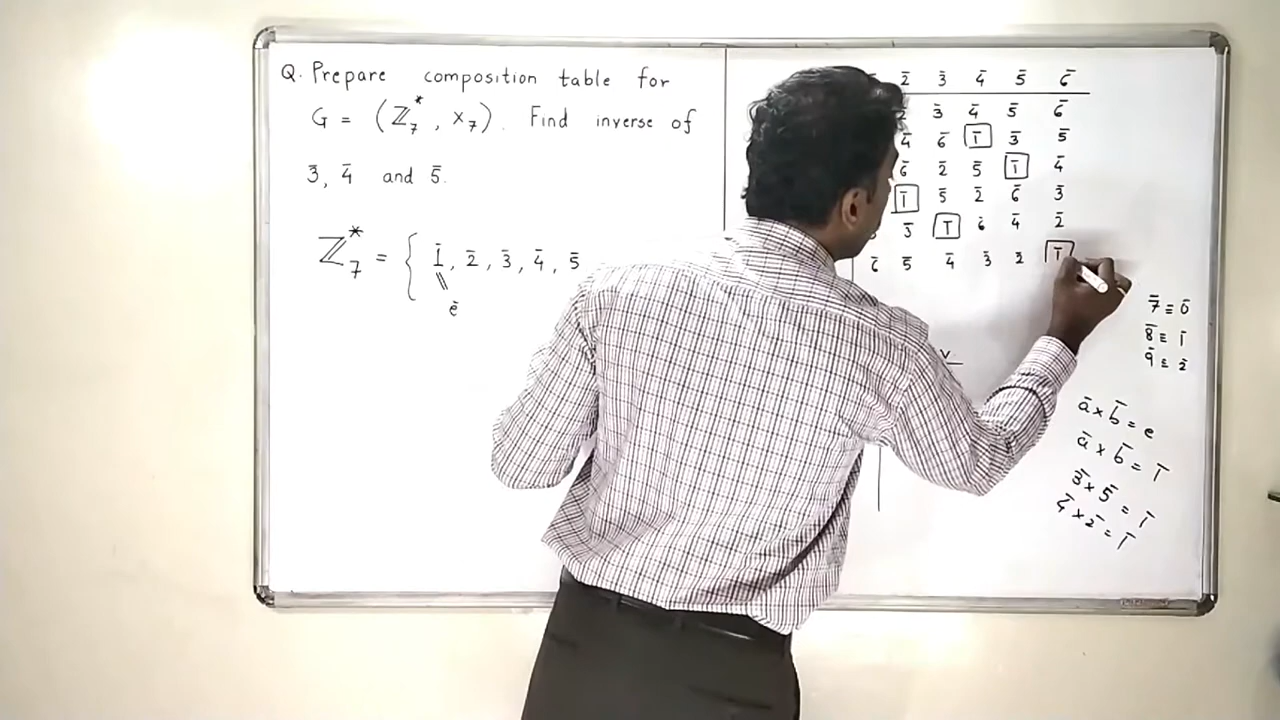 Q. Prepare composition table for
G = (ℤ₇*, ×₇). Find inverse of
3̄, 4̄ and 5̄.
ℤ₇* = { 1̄, 2̄, 3̄, 4̄, 5̄
ē
2̄ 3̄ 4̄ 5̄ 6̄
2̄ 3̄ 4̄ 5̄ 6̄
4̄ 6̄ 1̄ 3̄ 5̄
6̄ 2̄ 5̄ 1̄ 4̄
1̄ 5̄ 2̄ 6̄ 3̄
3̄ 1̄ 6̄ 4̄ 2̄
6̄ 5̄ 4̄ 3̄ 2̄ 1̄
7̄ ≡ 0̄
8̄ ≡ 1̄
9̄ ≡ 2̄
ā × b̄ = e
ā × b̄ = 1̄
3̄ × 5̄ = 1̄
4̄ × 2̄ = 1̄